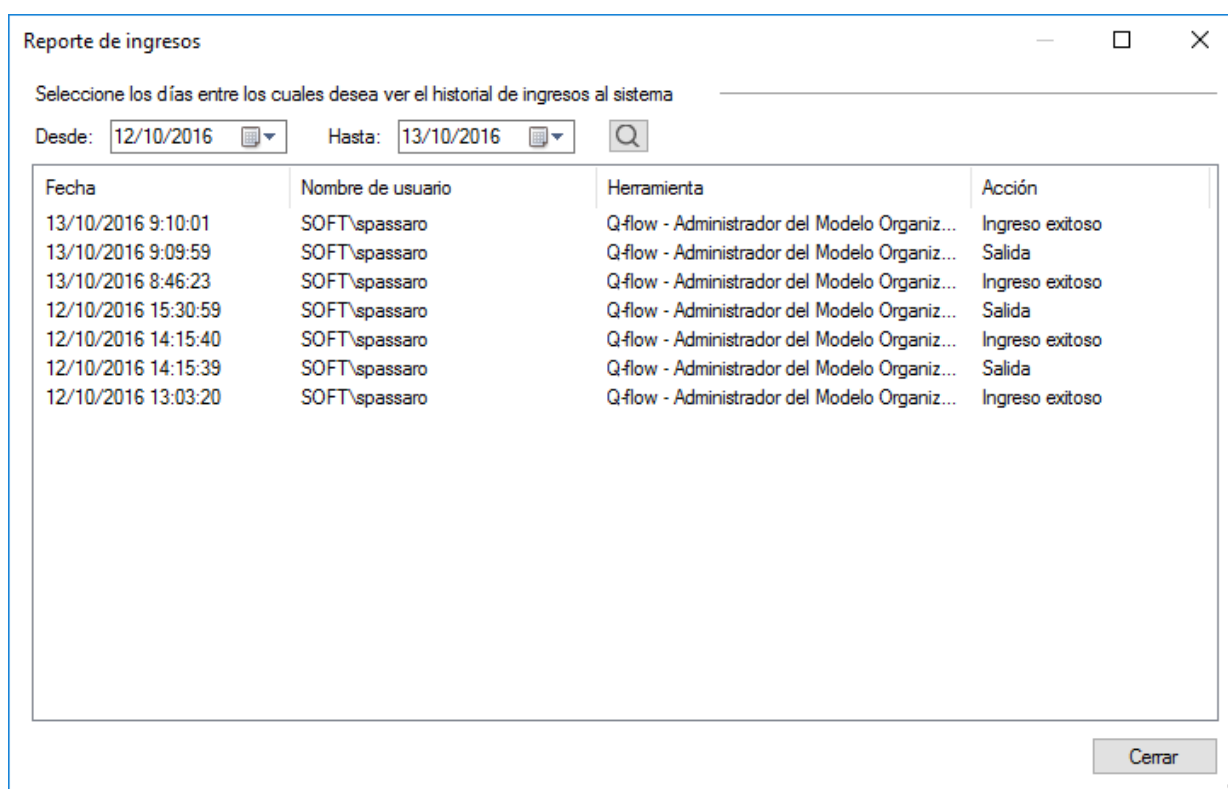 Reporte de ingresos
Seleccione los días entre los cuales desea ver el historial de ingresos al sistema
Desde: 12/10/2016 Hasta: 13/10/2016
Fecha Nombre de usuario Herramienta Acción
13/10/2016 9:10:01 SOFT\spassaro Q-flow - Administrador del Modelo Organiz... Ingreso exitoso
13/10/2016 9:09:59 SOFT\spassaro Q-flow - Administrador del Modelo Organiz... Salida
13/10/2016 8:46:23 SOFT\spassaro Q-flow - Administrador del Modelo Organiz... Ingreso exitoso
12/10/2016 15:30:59 SOFT\spassaro Q-flow - Administrador del Modelo Organiz... Salida
12/10/2016 14:15:40 SOFT\spassaro Q-flow - Administrador del Modelo Organiz... Ingreso exitoso
12/10/2016 14:15:39 SOFT\spassaro Q-flow - Administrador del Modelo Organiz... Salida
12/10/2016 13:03:20 SOFT\spassaro Q-flow - Administrador del Modelo Organiz... Ingreso exitoso
Cerrar